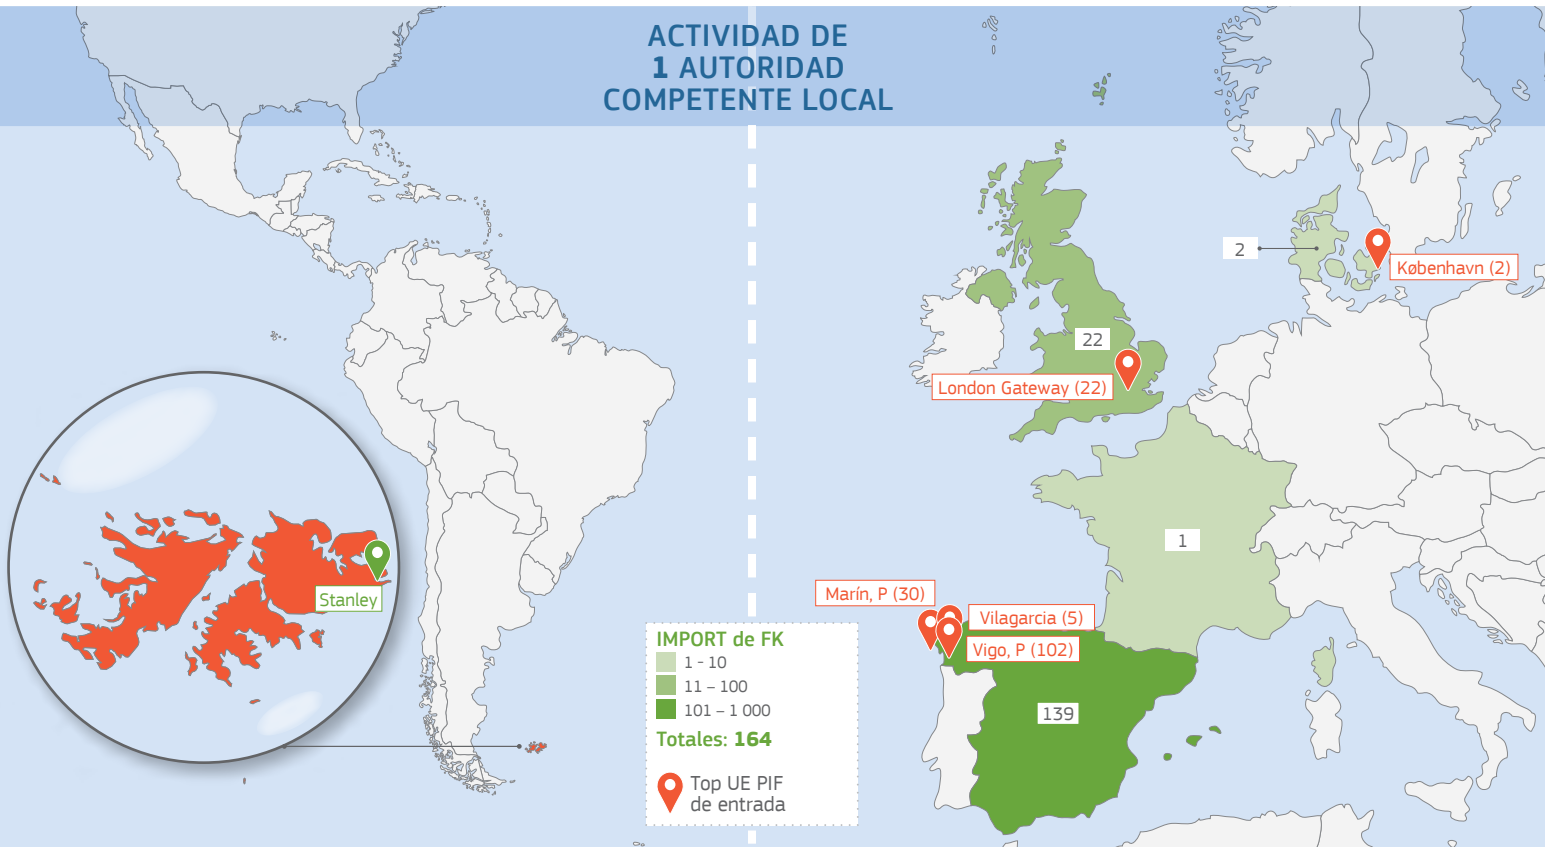 ACTIVIDAD DE
1 AUTORIDAD
COMPETENTE LOCAL
2
København (2)
22
London Gateway (22)
1
Stanley
Marín, P (30)
Vilagarcia (5)
Vigo, P (102)
139
IMPORT de FK
1 - 10
11 – 100
101 – 1 000
Totales: 164
Top UE PIF
de entrada